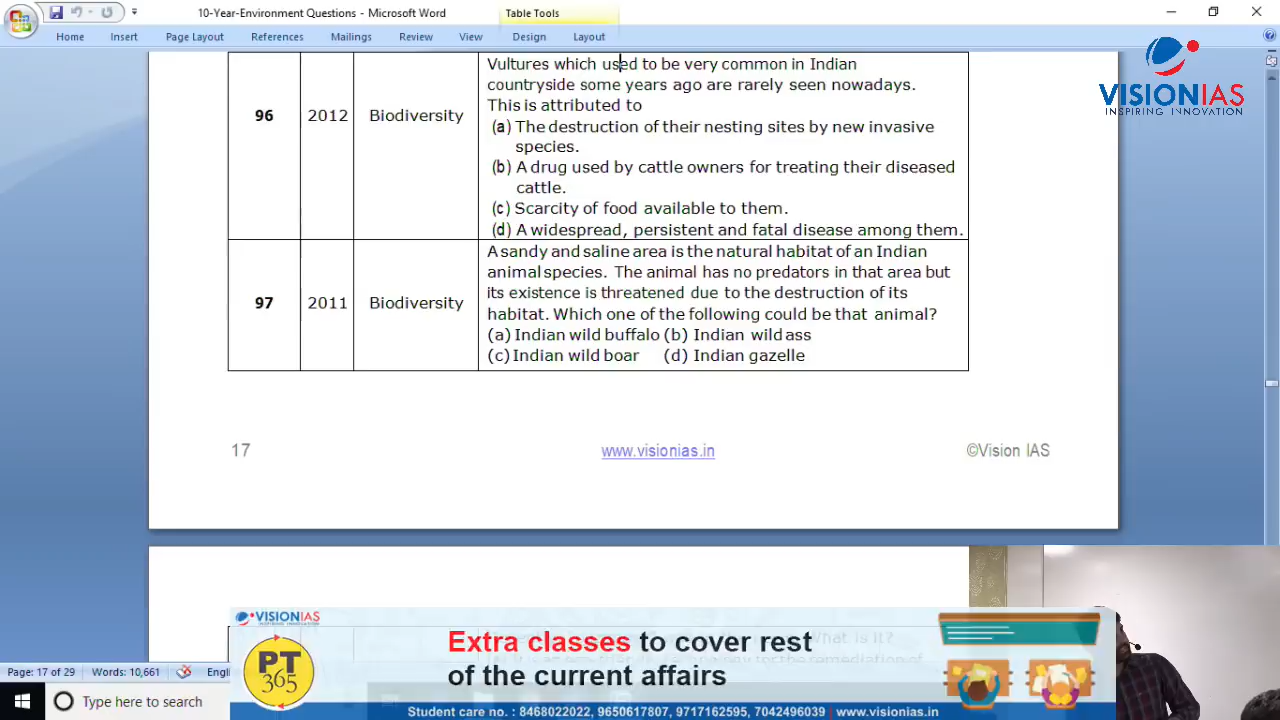 10-Year-Environment Questions - Microsoft Word
Table Tools
Home Insert Page Layout References Mailings Review View Design Layout
VISIONIAS
INSPIRING INNOVATION
96 2012 Biodiversity
Vultures which used to be very common in Indian
countryside some years ago are rarely seen nowadays.
This is attributed to
(a) The destruction of their nesting sites by new invasive
species.
(b) A drug used by cattle owners for treating their diseased
cattle.
(c) Scarcity of food available to them.
(d) A widespread, persistent and fatal disease among them.
97 2011 Biodiversity
A sandy and saline area is the natural habitat of an Indian
animal species. The animal has no predators in that area but
its existence is threatened due to the destruction of its
habitat. Which one of the following could be that animal?
(a) Indian wild buffalo (b) Indian wild ass
(c) Indian wild boar (d) Indian gazelle
17 www.visionias.in ©Vision IAS
VISIONIAS
INSPIRING INNOVATION
PT
365
Extra classes to cover rest
of the current affairs
What is it?
Page: 17 of 29 Words: 10,661 Engli
Type here to search
Student care no. : 8468022022, 9650617807, 9717162595, 7042496039 # www.visionias.in